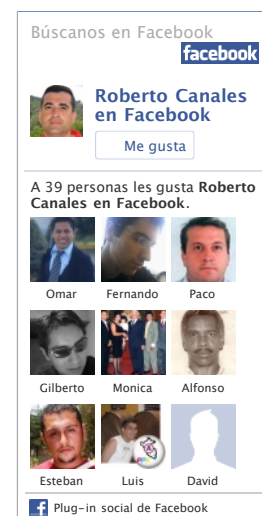 Búscanos en Facebook
facebook
Roberto Canales
en Facebook
Me gusta
A 39 personas les gusta Roberto
Canales en Facebook.
Omar Fernando Paco
Gilberto Monica Alfonso
Esteban Luis David
Plug-in social de Facebook